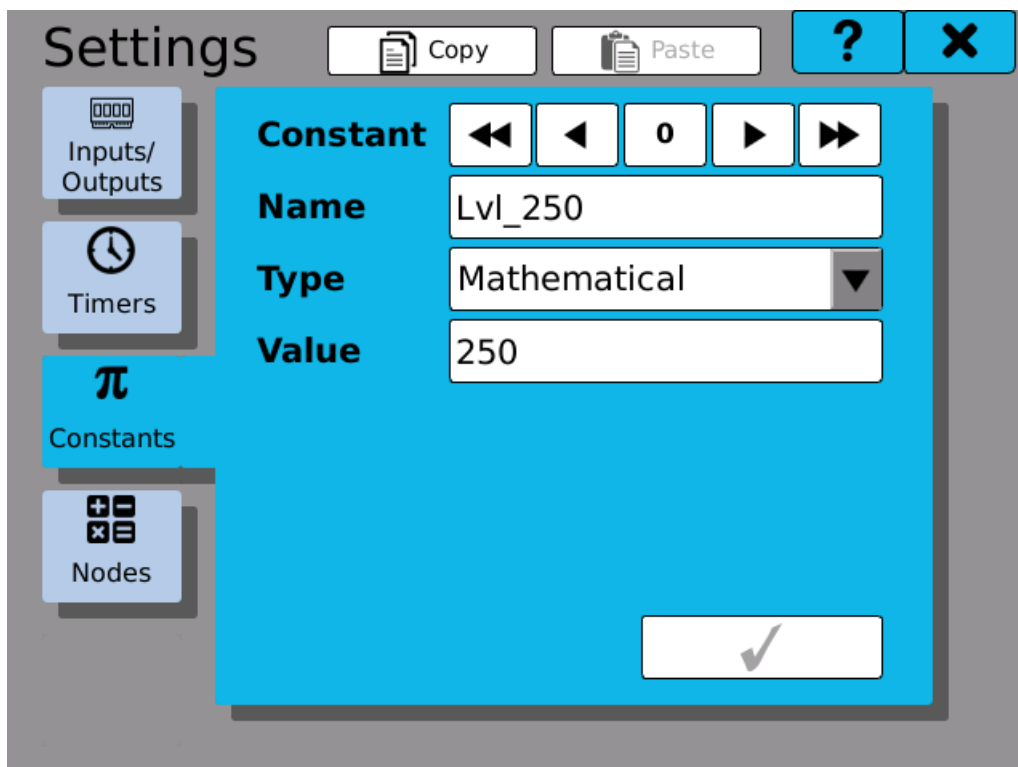 Settings
Copy
Paste
?
Inputs/
Outputs
Timers
π
Constants
Nodes
Constant 0
Name Lvl_250
Type Mathematical
Value 250